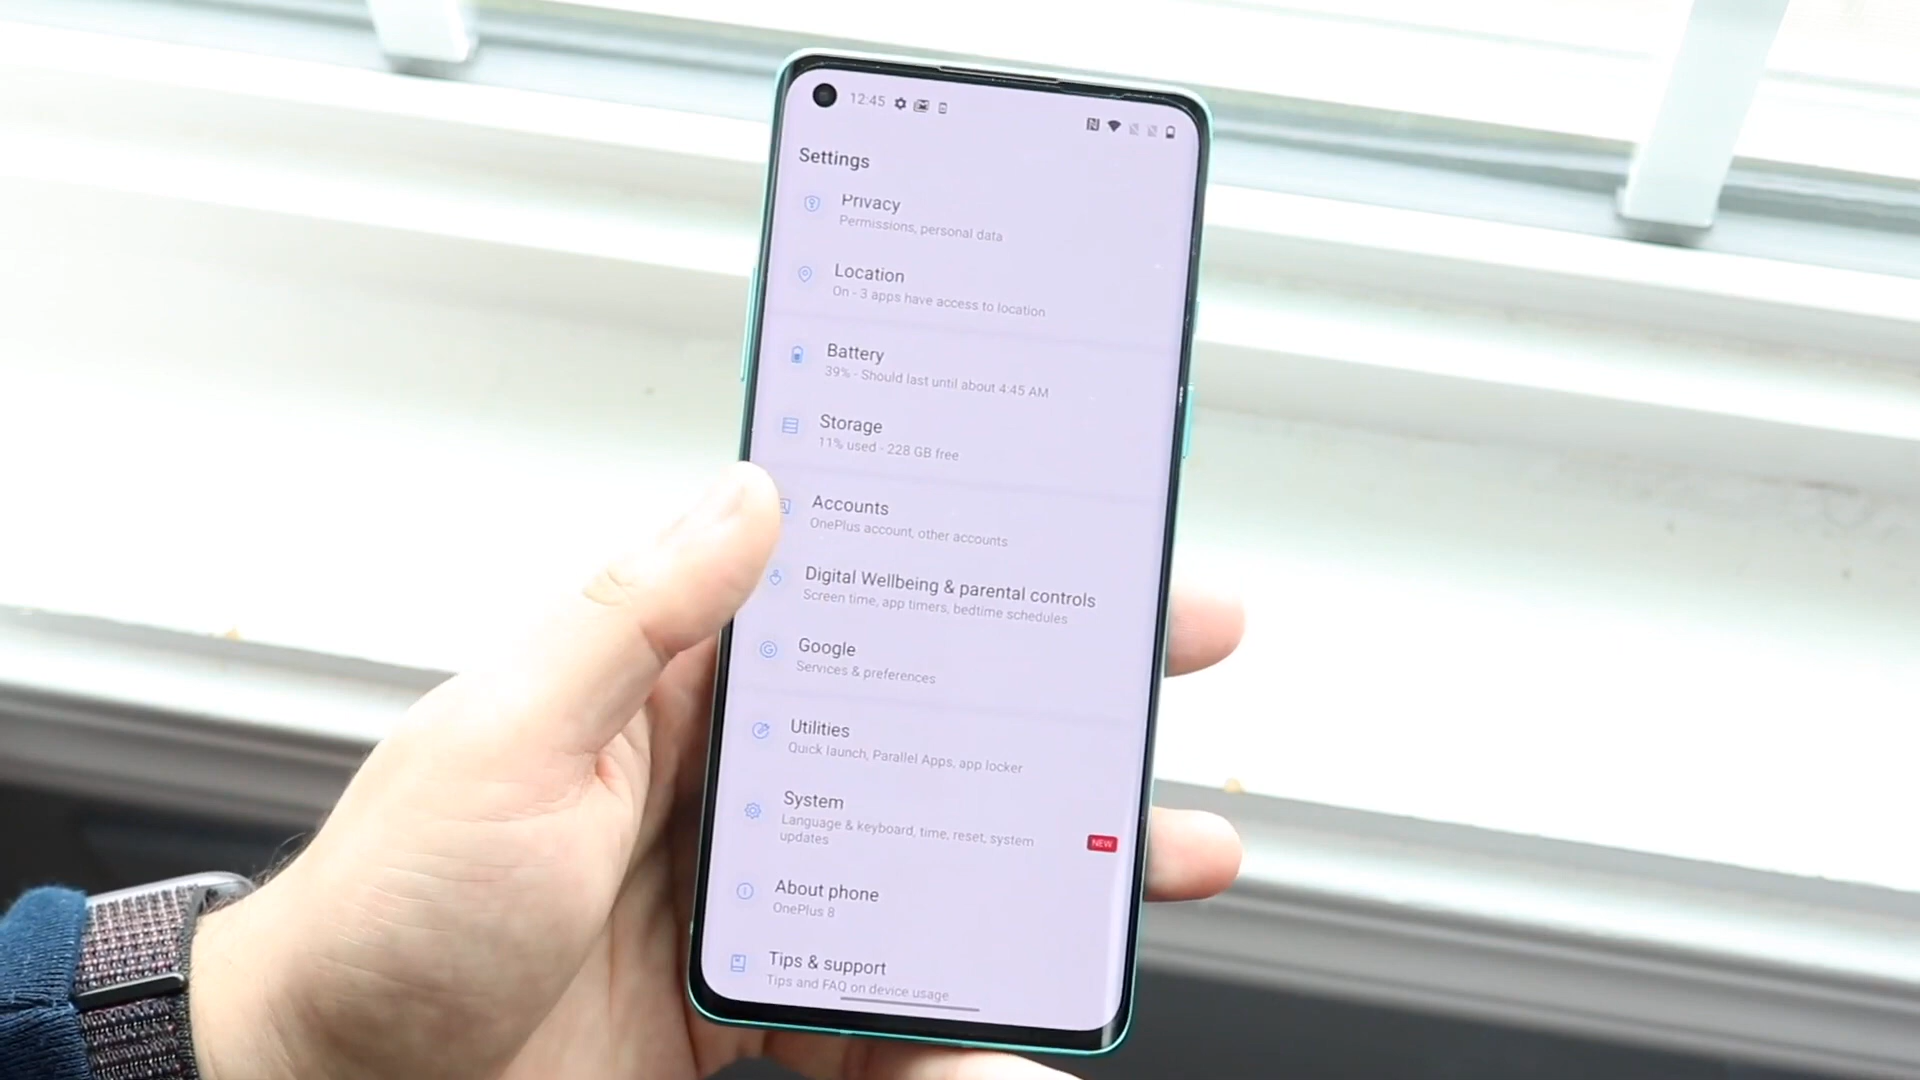 12:45
Settings
Privacy
Permissions, personal data
Location
On - 3 apps have access to location
Battery
39% - Should last until about 4:45 AM
Storage
11% used - 228 GB free
Accounts
OnePlus account, other accounts
Digital Wellbeing & parental controls
Screen time, app timers, bedtime schedules
Google
Services & preferences
Utilities
Quick launch, Parallel Apps, app locker
System
Language & keyboard, time, reset, system
updates
NEW
About phone
OnePlus 8
Tips & support
Tips and FAQ on device usage